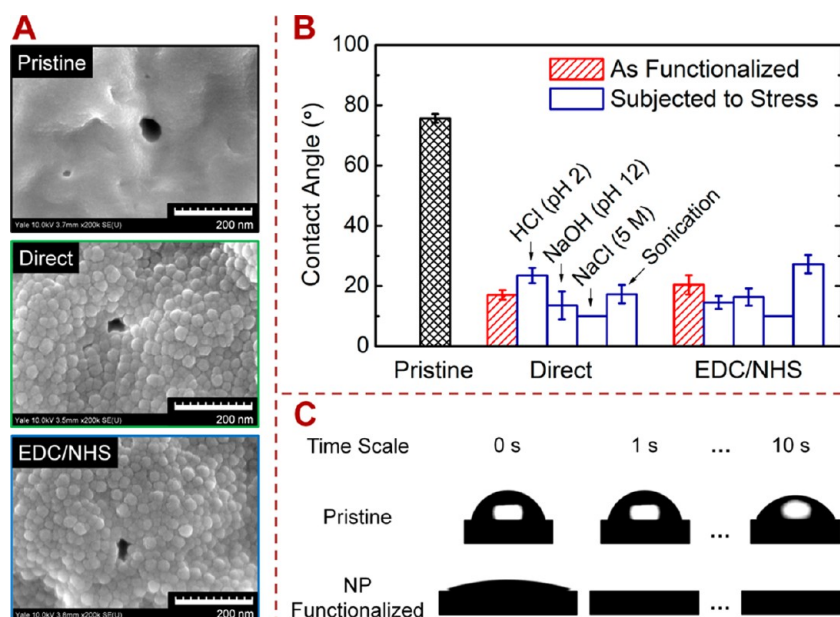 A
Pristine
200 nm
Yale 10.0kV 3.7mm x200k SE(U)
Direct
200 nm
Yale 10.0kV 3.5mm x200k SE(U)
EDC/NHS
200 nm
Yale 10.0kV 3.6mm x200k SE(U)
B
Contact Angle (°)
100
80
60
40
20
0
As Functionalized
Subjected to Stress
HCl (pH 2)
NaOH (pH 12)
NaCl (5 M)
Sonication
Pristine
Direct
EDC/NHS
C
Time Scale
0 s
1 s
...
10 s
Pristine
...
NP
Functionalized
...